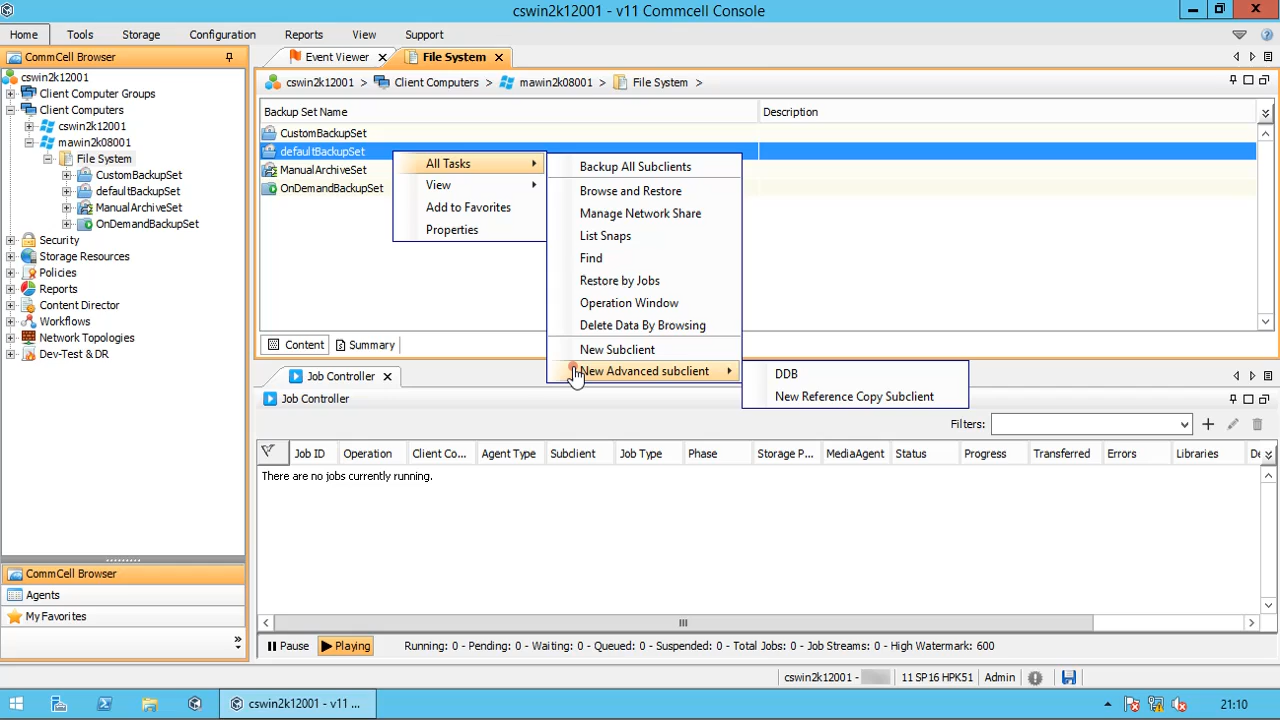 cswin2k12001 - v11 Commcell Console
Home Tools Storage Configuration Reports View Support
CommCell Browser
cswin2k12001
Client Computer Groups
Client Computers
cswin2k12001
mawin2k08001
File System
CustomBackupSet
defaultBackupSet
ManualArchiveSet
OnDemandBackupSet
Security
Storage Resources
Policies
Reports
Content Director
Workflows
Network Topologies
Dev-Test & DR
CommCell Browser
Agents
My Favorites
Event Viewer File System
cswin2k12001 > Client Computers > mawin2k08001 > File System >
Backup Set Name Description
CustomBackupSet
defaultBackupSet
ManualArchiveSet
OnDemandBackupSet
All Tasks
View
Add to Favorites
Properties
Backup All Subclients
Browse and Restore
Manage Network Share
List Snaps
Find
Restore by Jobs
Operation Window
Delete Data By Browsing
New Subclient
New Advanced subclient
DDB
New Reference Copy Subclient
Content Summary
Job Controller
Job Controller
Filters:
Job ID Operation Client Co... Agent Type Subclient Job Type Phase Storage P... MediaAgent Status Progress Transferred Errors Libraries De
There are no jobs currently running.
Pause Playing Running: 0 - Pending: 0 - Waiting: 0 - Queued: 0 - Suspended: 0 - Total Jobs: 0 - Job Streams: 0 - High Watermark: 600
cswin2k12001 - 11 SP16 HPK51 Admin
cswin2k12001 - v11 ... 21:10